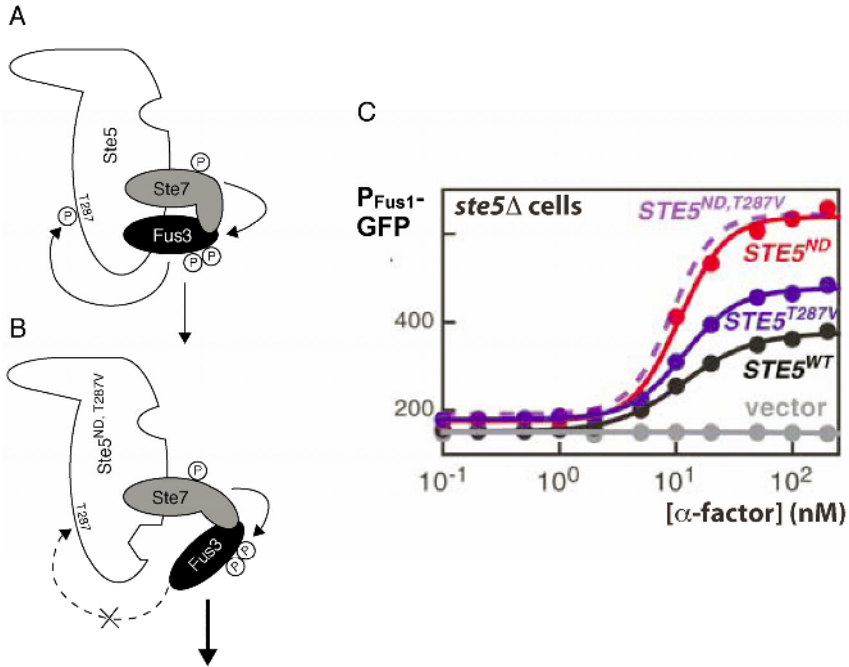 A
Ste5
P
Ste7
T287
P
Fus3
P
P
B
Ste5ND, T287V
P
Ste7
T287
Fus3
P
P
C
PFus1-
GFP
ste5Δ cells
STE5ND,T287V
STE5ND
STE5T287V
STE5WT
vector
400
200
10-1
100
101
102
[α-factor] (nM)